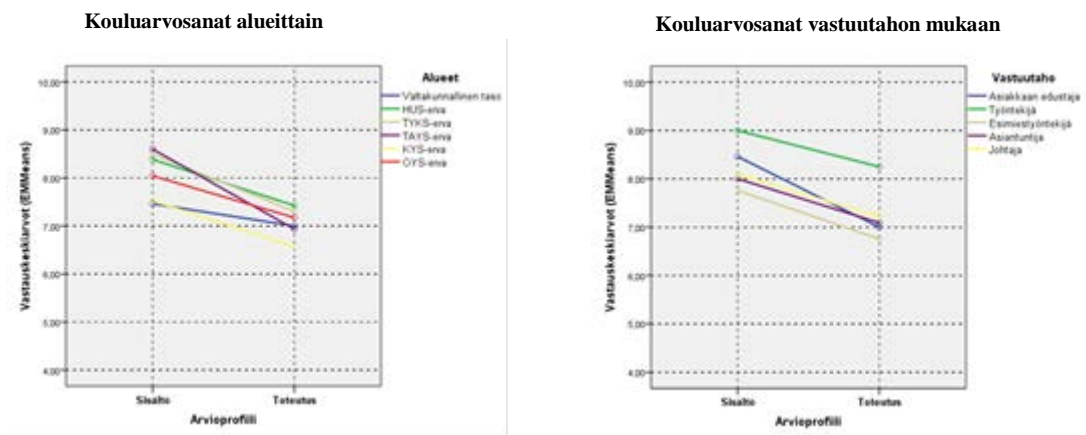 Kouluarvosanat alueittain
Alueet
Valtakunnallinen taso
HUS-erva
TYKS-erva
TAYS-erva
KYS-erva
OYS-erva
Vastauskeskiarvot (EMMeans)
10,00
9,00
8,00
7,00
6,00
5,00
4,00
Sisältö
Toteutus
Arvioprofiili
Kouluarvosanat vastuutahon mukaan
Vastuutaho
Asiakkaan edustaja
Työntekijä
Esimiestyöntekijä
Asiantuntija
Johtaja
Vastauskeskiarvot (EMMeans)
10,00
9,00
8,00
7,00
6,00
5,00
4,00
Sisältö
Toteutus
Arvioprofiili